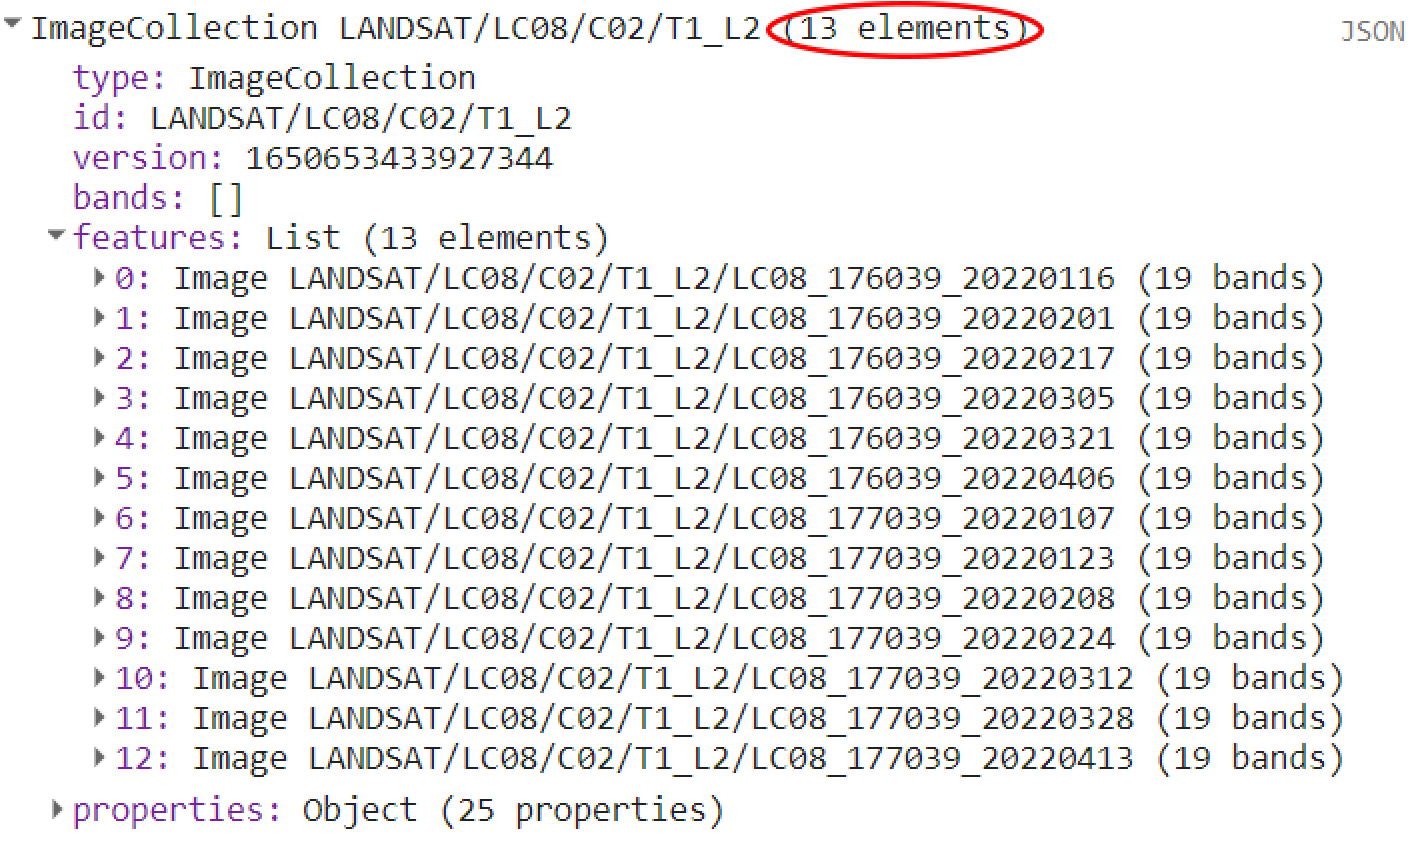 ImageCollection LANDSAT/LC08/C02/T1_L2 (13 elements) JSON
type: ImageCollection
id: LANDSAT/LC08/C02/T1_L2
version: 1650653433927344
bands: []
features: List (13 elements)
0: Image LANDSAT/LC08/C02/T1_L2/LC08_176039_20220116 (19 bands)
1: Image LANDSAT/LC08/C02/T1_L2/LC08_176039_20220201 (19 bands)
2: Image LANDSAT/LC08/C02/T1_L2/LC08_176039_20220217 (19 bands)
3: Image LANDSAT/LC08/C02/T1_L2/LC08_176039_20220305 (19 bands)
4: Image LANDSAT/LC08/C02/T1_L2/LC08_176039_20220321 (19 bands)
5: Image LANDSAT/LC08/C02/T1_L2/LC08_176039_20220406 (19 bands)
6: Image LANDSAT/LC08/C02/T1_L2/LC08_177039_20220107 (19 bands)
7: Image LANDSAT/LC08/C02/T1_L2/LC08_177039_20220123 (19 bands)
8: Image LANDSAT/LC08/C02/T1_L2/LC08_177039_20220208 (19 bands)
9: Image LANDSAT/LC08/C02/T1_L2/LC08_177039_20220224 (19 bands)
10: Image LANDSAT/LC08/C02/T1_L2/LC08_177039_20220312 (19 bands)
11: Image LANDSAT/LC08/C02/T1_L2/LC08_177039_20220328 (19 bands)
12: Image LANDSAT/LC08/C02/T1_L2/LC08_177039_20220413 (19 bands)
properties: Object (25 properties)